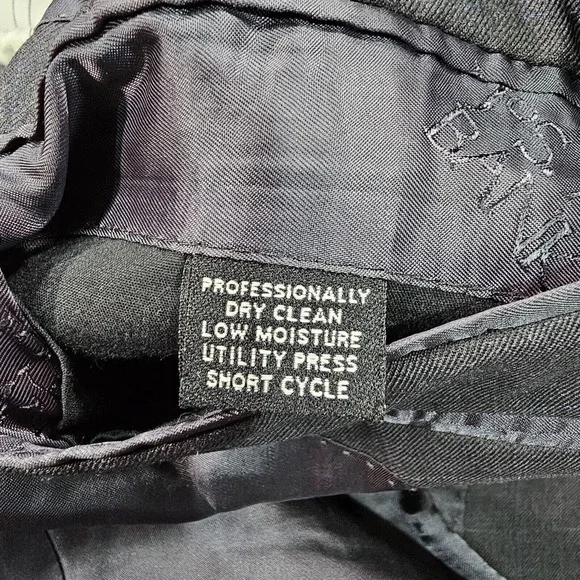 PROFESSIONALLY
DRY CLEAN
LOW MOISTURE
UTILITY PRESS
SHORT CYCLE